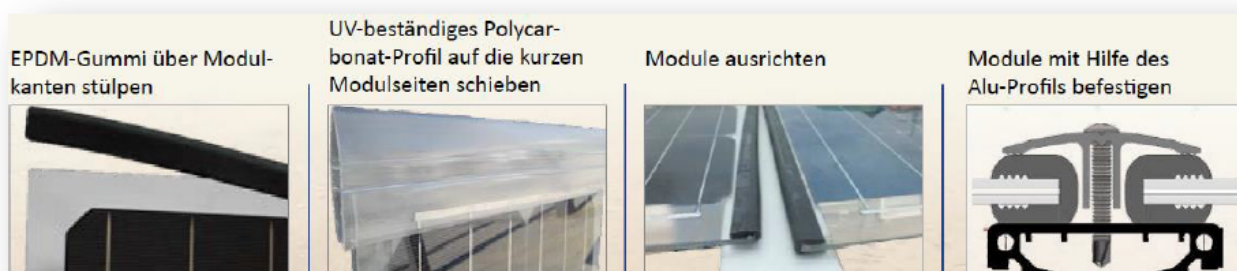 EPDM-Gummi über Modul-
kanten stülpen
UV-beständiges Polycar-
bonat-Profil auf die kurzen
Modulseiten schieben
Module ausrichten
Module mit Hilfe des
Alu-Profils befestigen